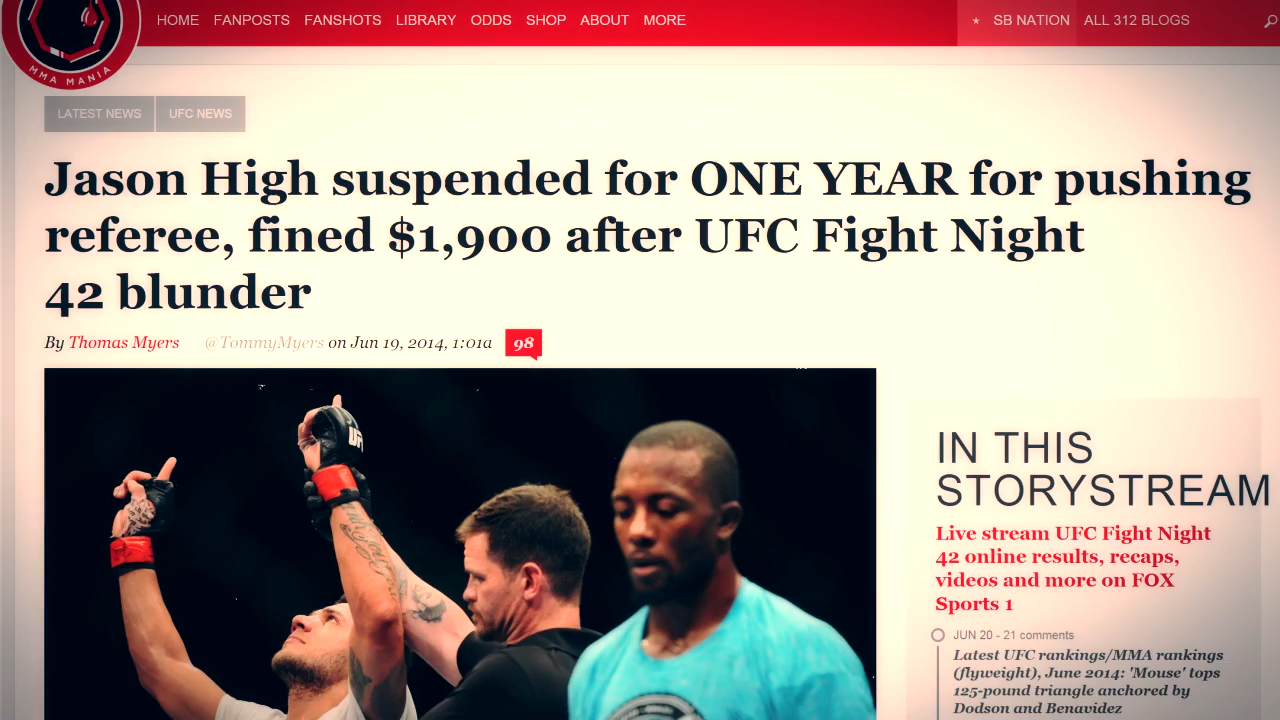 HOME FANPOSTS FANSHOTS LIBRARY ODDS SHOP ABOUT MORE
SB NATION ALL 312 BLOGS
MMA MANIA
LATEST NEWS UFC NEWS
Jason High suspended for ONE YEAR for pushing
referee, fined $1,900 after UFC Fight Night
42 blunder
By Thomas Myers @TommyMyers on Jun 19, 2014, 1:01a 98
UFC
IN THIS
STORYSTREAM
Live stream UFC Fight Night
42 online results, recaps,
videos and more on FOX
Sports 1
JUN 20 - 21 comments
Latest UFC rankings/MMA rankings
(flyweight), June 2014: 'Mouse' tops
125-pound triangle anchored by
Dodson and Benavidez